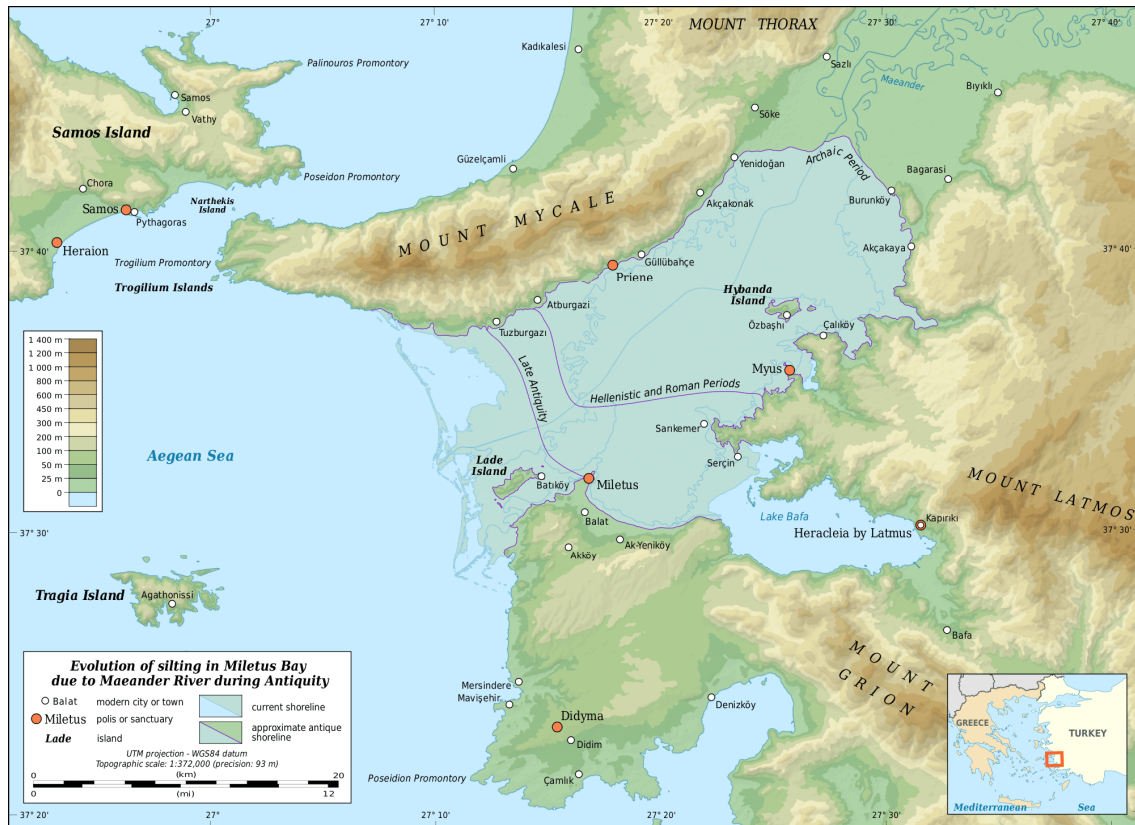 27°
27° 10'
27° 20'
27° 30'
27° 40'
MOUNT THORAX
Kadıkalesi
Sazlı
Palinouros Promontory
Maeander
Bıyıklı
Samos
Vathy
Söke
Samos Island
Güzelçamli
Yenidoğan
Archaic Period
Bagarasi
Poseidon Promontory
Chora
Narthekis
Island
Akçakonak
Burunköy
Samos
Pythagoras
MOUNT MYCALE
Heraion
37° 40'
Akçakaya
37° 40'
Trogilium Promontory
Güllübahçe
Priene
Trogilium Islands
Hybanda
Island
Atburgazi
Özbaşhı
Tuzburgazı
Çalıköy
1 400 m
1 200 m
1 000 m
800 m
600 m
450 m
300 m
200 m
100 m
50 m
25 m
0
Late Antiquity
Myus
Hellenistic and Roman Periods
Sarıkemer
Aegean Sea
Lade
Island
Serçin
Batıköy
Miletus
MOUNT LATMOS
Balat
Lake Bafa
Kapırıkı
Heracleia by Latmus
37° 30'
37° 30'
Akköy
Ak-Yeniköy
Tragia Island
Agathonissi
Bafa
MOUNT
GRION
Evolution of silting in Miletus Bay
due to Maeander River during Antiquity
Balat modern city or town
Miletus polis or sanctuary
Lade island
current shoreline
approximate antique
shoreline
UTM projection - WGS84 datum
Topographic scale: 1:372,000 (precision: 93 m)
0 (km) 20
0 (mi) 12
Mersindere
Mavişehir
Denizköy
Didyma
Didim
Poseidion Promontory
Çamlık
GREECE
TURKEY
Mediterranean Sea
37° 20'
27°
27° 10'
27° 20'
27° 30'